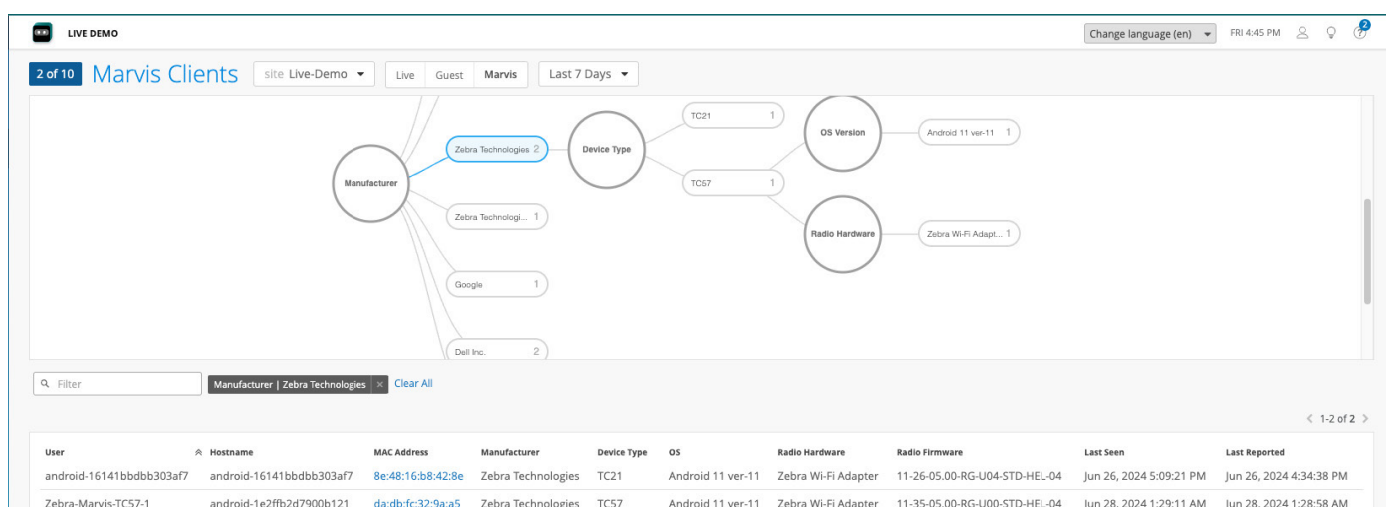 LIVE DEMO
Change language (en)
FRI 4:45 PM
2
2 of 10
Marvis Clients
site Live-Demo
Live
Guest
Marvis
Last 7 Days
TC21 1
OS Version
Android 11 ver-11 1
Zebra Technologies 2
Device Type
Manufacturer
TC57 1
Zebra Technologi... 1
Radio Hardware
Zebra Wi-Fi Adapt... 1
Google 1
Dell Inc. 2
Filter
Manufacturer | Zebra Technologies ×
Clear All
< 1-2 of 2 >
User Hostname MAC Address Manufacturer Device Type OS Radio Hardware Radio Firmware Last Seen Last Reported
android-16141bbdbb303af7 android-16141bbdbb303af7 8e:48:16:b8:42:8e Zebra Technologies TC21 Android 11 ver-11 Zebra Wi-Fi Adapter 11-26-05.00-RG-U04-STD-HEL-04 Jun 26, 2024 5:09:21 PM Jun 26, 2024 4:34:38 PM
Zebra-Marvis-TC57-1 android-1e2ffb2d7900b121 da:db:fc:32:9a:a5 Zebra Technologies TC57 Android 11 ver-11 Zebra Wi-Fi Adapter 11-35-05.00-RG-U00-STD-HEL-04 Jun 28, 2024 1:29:11 AM Jun 28, 2024 1:28:58 AM